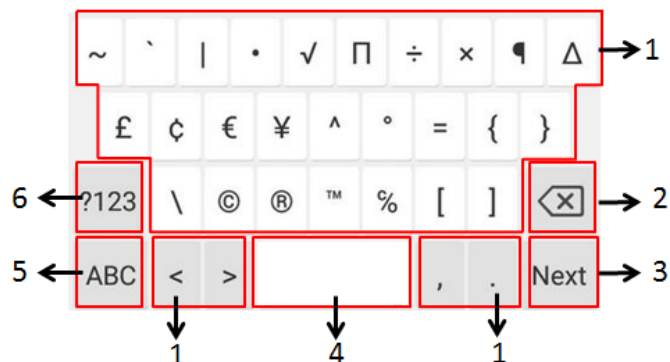 ~ ` | • √ Π ÷ × ¶ Δ 1
£ ¢ € ¥ ^ ° = { }
6 ?123 \ © ® ™ ℅ [ ] 2
5 ABC < > , . Next 3
1 4 1